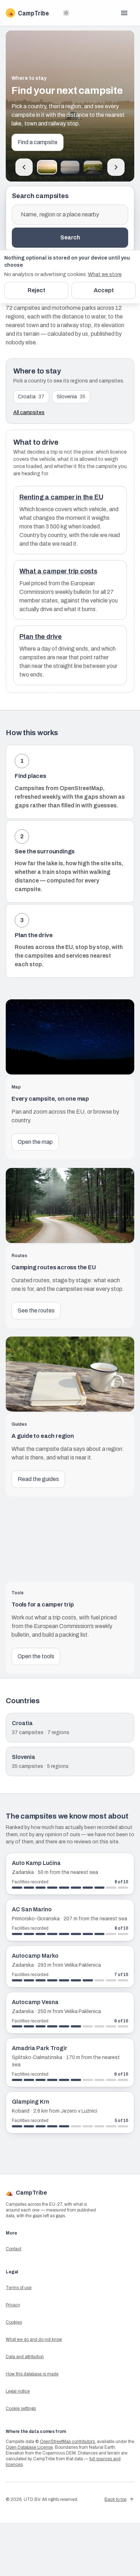 CampTribe
Where to stay
Find your next campsite
Pick a country, then a region, and see every campsite in it with the distance to the nearest lake, town and railway stop.
Find a campsite
Search campsites
Name, region or a place nearby
Search
Nothing optional is stored on your device until you choose
No analytics or advertising cookies. What we store
Reject
Accept
72 campsites and motorhome parks across 12 regions, each with the distance to the water, to the railway and to the next town. Built from open data, checked, and scored by us, published by nobody else.
Where to stay
Pick a country to see its regions and campsites.
Croatia 37
Slovenia 35
All campsites
What to do
What decides a trip is not the price: which licence covers the vehicle, what it is allowed to weigh once loaded, and whether it fits the campsite you are heading for.
Renting a camper in the EU
Which licence covers which vehicle, and what changes the moment it weighs more than 3 500 kg once loaded. Country by country, we note the rule we read and the date we read it.
What a camper trip costs
Fuel priced from the European Commission's weekly bulletin for all 27 member states, against the vehicle you actually drive and what it burns.
Plan the drive
Where a day of driving ends, and which campsites are near that point rather than near the straight line between your two ends.
How this works
1
Find places
Campsites from OpenStreetMap, refreshed weekly, with the gaps shown as gaps rather than filled in with guesses.
2
See the surroundings
How far the lake is, how high the site sits, whether a train stops within walking distance — computed for every campsite.
3
Plan the drive
Routes across the EU, stop by stop, with the campsites and services nearest each stop.
Map
Every campsite, on one map
Pan and zoom across the EU, or browse by country.
Open the map
Routes
Camping routes across the EU
Curated routes, stage by stage: what each one is for, and the campsites near every stop.
See the routes
Guides
A guide to each region
What the campsite data says about a region: what is there, and what is near it.
Read the guides
Tools
Tools for a camper trip
Work out what a trip costs, with fuel priced from the European Commission's weekly bulletin, and build a packing list.
Open the tools
Countries
Croatia
37 campsites · 7 regions
Slovenia
35 campsites · 5 regions
The campsites we know most about
Ranked by how much has actually been recorded about them, not by any opinion of ours — we have not been to most of them, and there are no reviews on this site.
Auto Kamp Lučina
Zadarska · 50 m from the nearest sea
Facilities recorded 8 of 10
AC San Marino
Primorsko-Goranska · 207 m from the nearest sea
Facilities recorded 8 of 10
Autocamp Marko
Zadarska · 293 m from Velika Paklenica
Facilities recorded 7 of 10
Autocamp Vesna
Zadarska · 250 m from Velika Paklenica
Facilities recorded 6 of 10
Amadria Park Trogir
Splitsko-Dalmatinska · 170 m from the nearest sea
Facilities recorded 6 of 10
Glamping Krn
Kobarid · 2.6 km from Jezero v Lužnici
Facilities recorded 5 of 10
CampTribe
Campsites across the EU-27, with what is around each one — measured from published data, with the gaps left as gaps.
More
Contact
Legal
Terms of use
Privacy
Cookies
What we do and do not know
Data and attribution
How this database is made
Legal notice
Cookie settings
Where the data comes from
Campsite data © OpenStreetMap contributors, available under the Open Database License. Boundaries from Natural Earth. Elevation from the Copernicus DEM. Distances and terrain are calculated by CampTribe from that data — full sources and licences
© 2026, IJTG B.V. All rights reserved.
Back to top